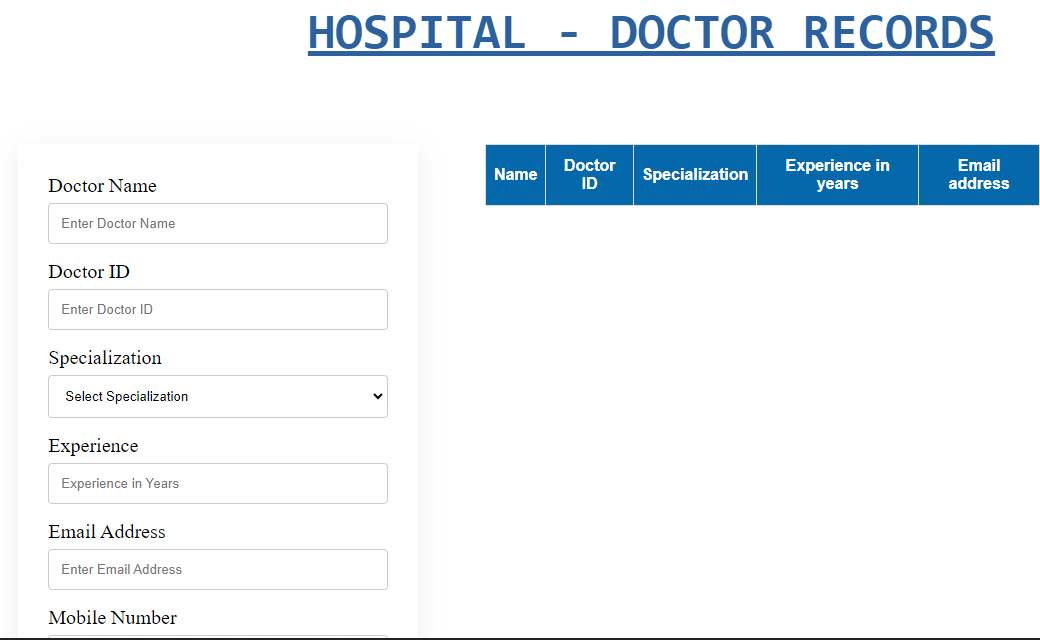 HOSPITAL - DOCTOR RECORDS
Doctor Name
Enter Doctor Name
Doctor ID
Enter Doctor ID
Specialization
Select Specialization
Experience
Experience in Years
Email Address
Enter Email Address
Mobile Number
Name
Doctor
ID
Specialization
Experience in
years
Email
address